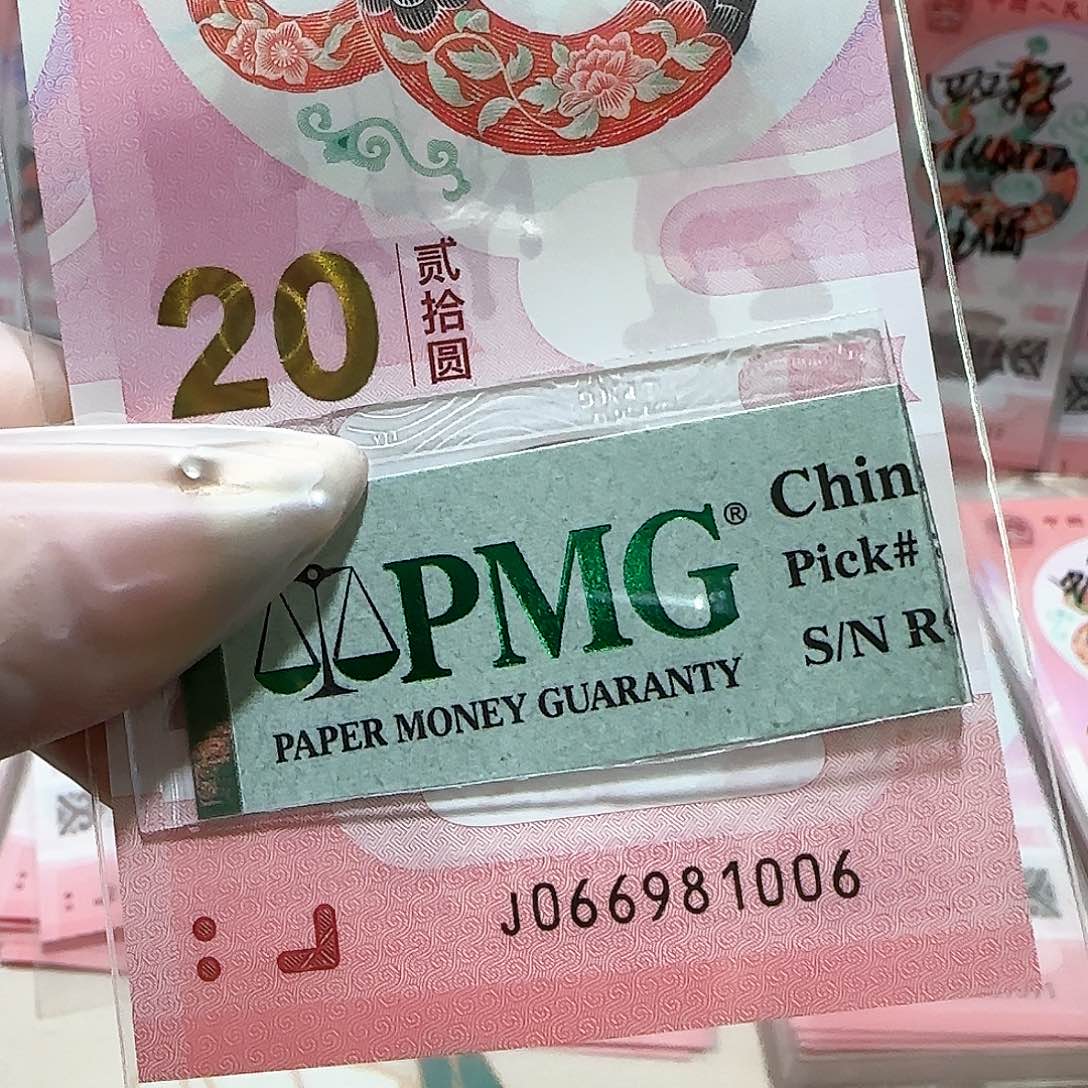 20
贰拾圆
PMG®
PAPER MONEY GUARANTY
Chin
Pick#
S/N R
J066981006